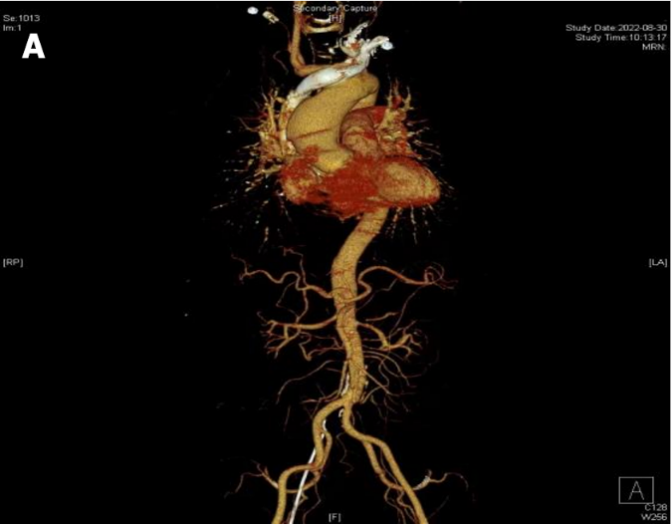 Se:1013
Im:1
A
Secondary Capture
[H]
Study Date:2022-08-30
Study Time:10:13:17
MRN:
[RP]
[LA]
[F]
A
C128
W256